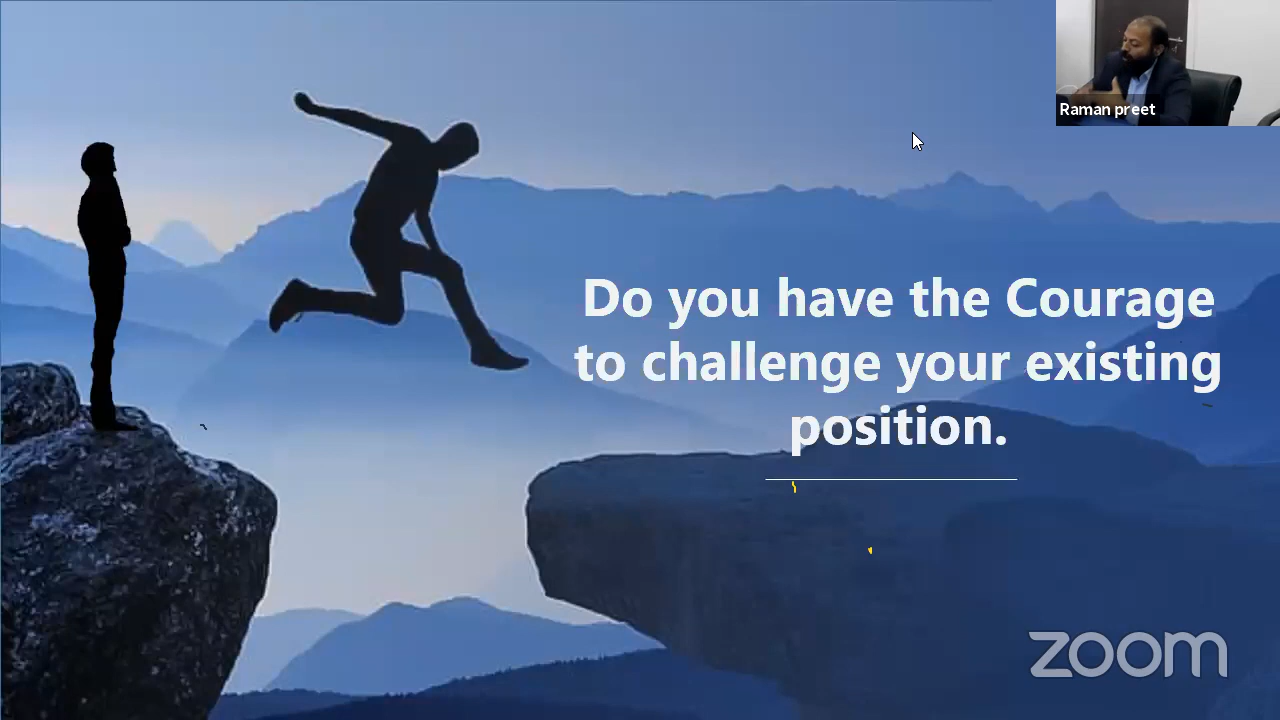 Raman preet
Do you have the Courage
to challenge your existing
position.
zoom